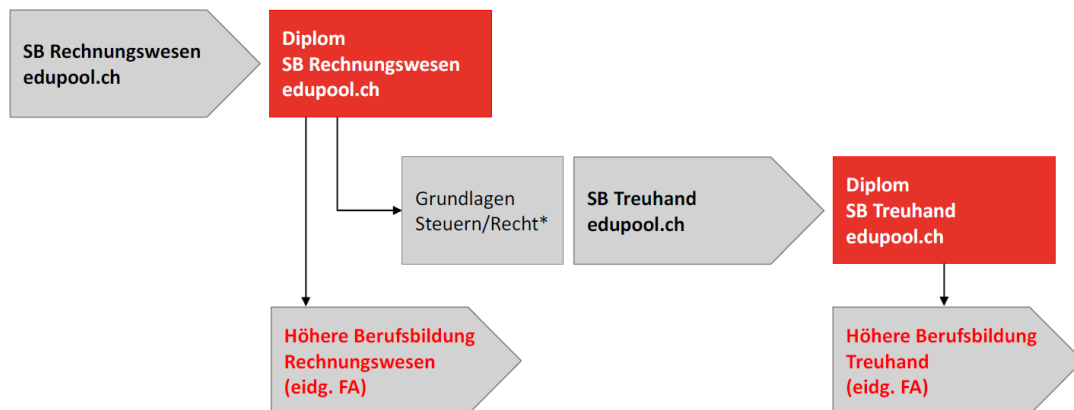 SB Rechnungswesen
edupool.ch
Diplom
SB Rechnungswesen
edupool.ch
Grundlagen
Steuern/Recht*
SB Treuhand
edupool.ch
Diplom
SB Treuhand
edupool.ch
Höhere Berufsbildung
Rechnungswesen
(eidg. FA)
Höhere Berufsbildung
Treuhand
(eidg. FA)